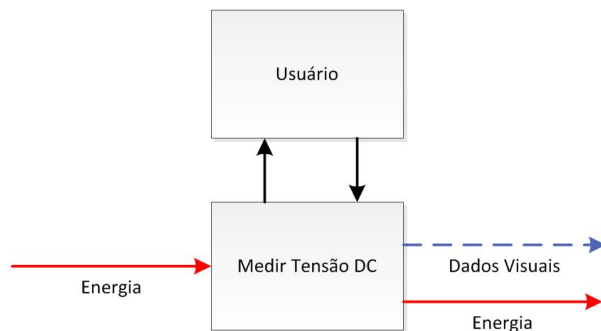 Usuário
Medir Tensão DC
Dados Visuais
Energia
Energia